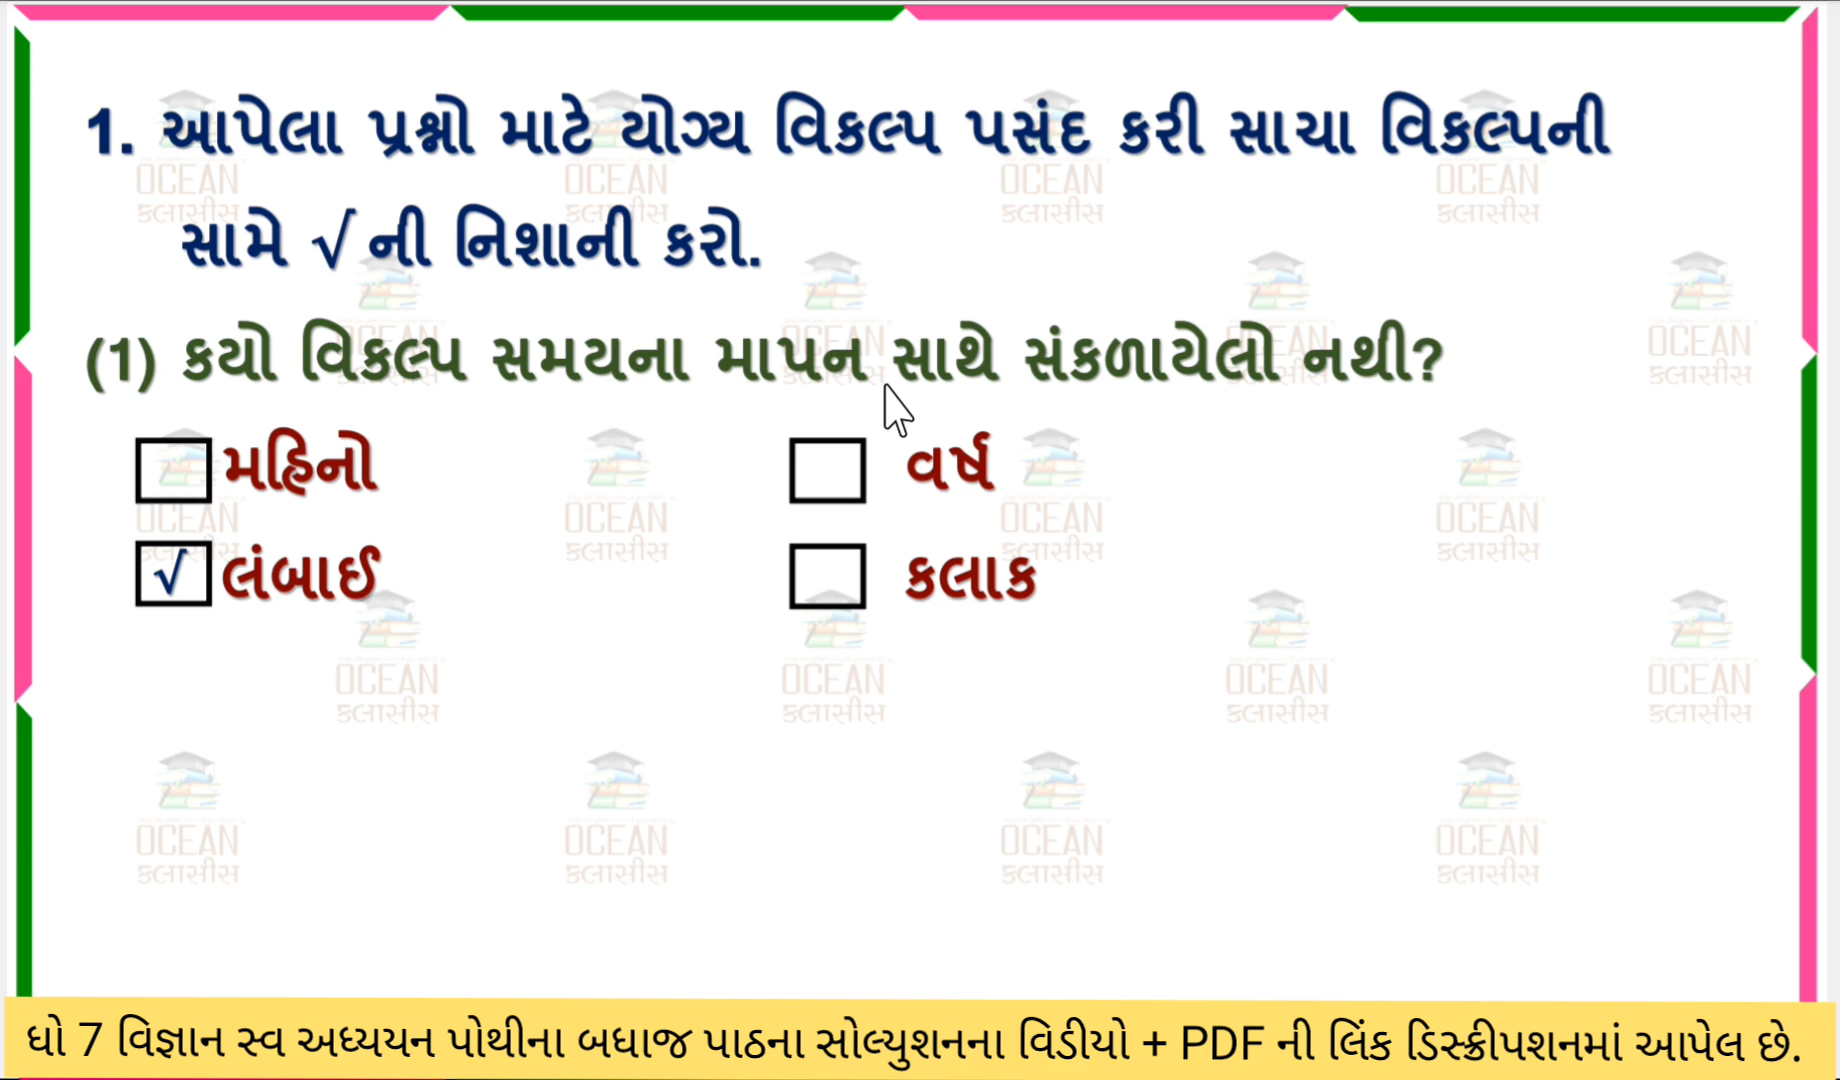 1. આપેલા પ્રશ્નો માટે યોગ્ય વિકલ્પ પસંદ કરી સાચા વિકલ્પની
સામે √ ની નિશાની કરો.
(1) કયો વિકલ્પ સમયના માપન સાથે સંકળાયેલો નથી?
મહિનો વર્ષ
√ લંબાઈ કલાક
OCEAN
ક્લાસીસ
ધો 7 વિજ્ઞાન સ્વ અધ્યયન પોથીના બધાજ પાઠના સોલ્યુશનના વિડીયો + PDF ની લિંક ડિસ્ક્રીપશનમાં આપેલ છે.